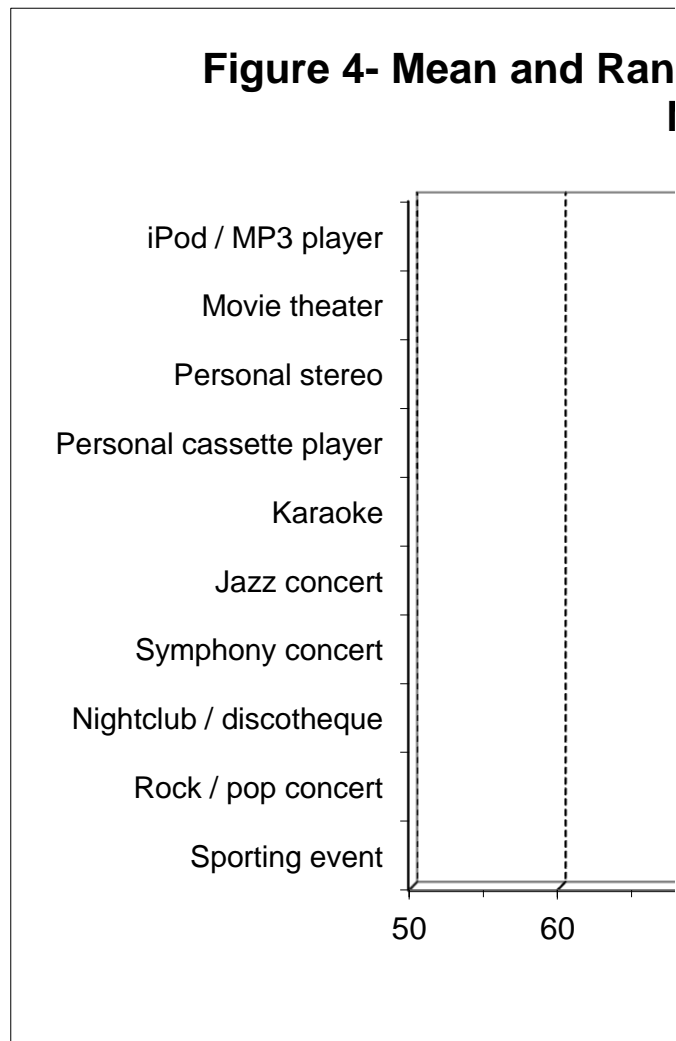 Figure 4- Mean and Ran
iPod / MP3 player
Movie theater
Personal stereo
Personal cassette player
Karaoke
Jazz concert
Symphony concert
Nightclub / discotheque
Rock / pop concert
Sporting event
50 60